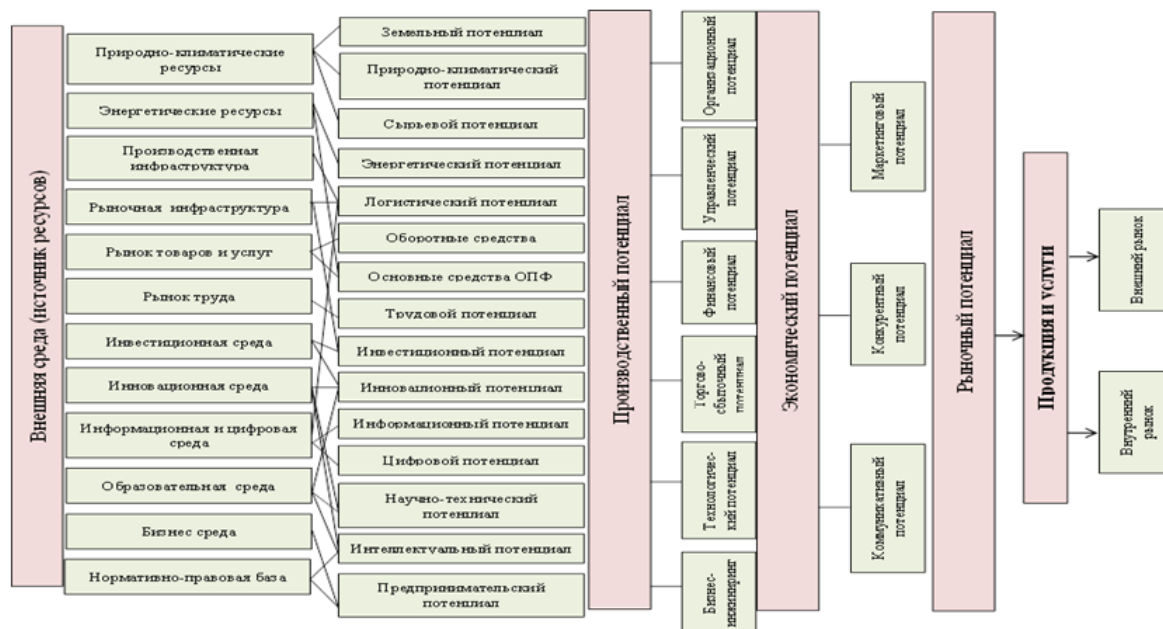 Внешняя среда (источник ресурсов)
Природно-климатические
ресурсы
Энергетические ресурсы
Производственная
инфраструктура
Рыночная инфраструктура
Рынок товаров и услуг
Рынок труда
Инвестиционная среда
Инновационная среда
Информационная и цифровая
среда
Образовательная среда
Бизнес среда
Нормативно-правовая база
Земельный потенциал
Природно-климатический
потенциал
Сырьевой потенциал
Энергетический потенциал
Логистический потенциал
Оборотные средства
Основные средства ОПФ
Трудовой потенциал
Инвестиционный потенциал
Инновационный потенциал
Информационный потенциал
Цифровой потенциал
Научно-технический
потенциал
Интеллектуальный потенциал
Предпринимательский
потенциал
Производственный потенциал
Организационный
потенциал
Управленческий
потенциал
Финансовый
потенциал
Торгово-
сбыточный
потенциал
Технологичес-
кий потенциал
Бизнес-
инжиниринг
Экономический потенциал
Маркетинговый
потенциал
Конкурентный
потенциал
Коммуникативный
потенциал
Рыночный потенциал
Продукция и услуги
Внешний рынок
Внутренний
рынок